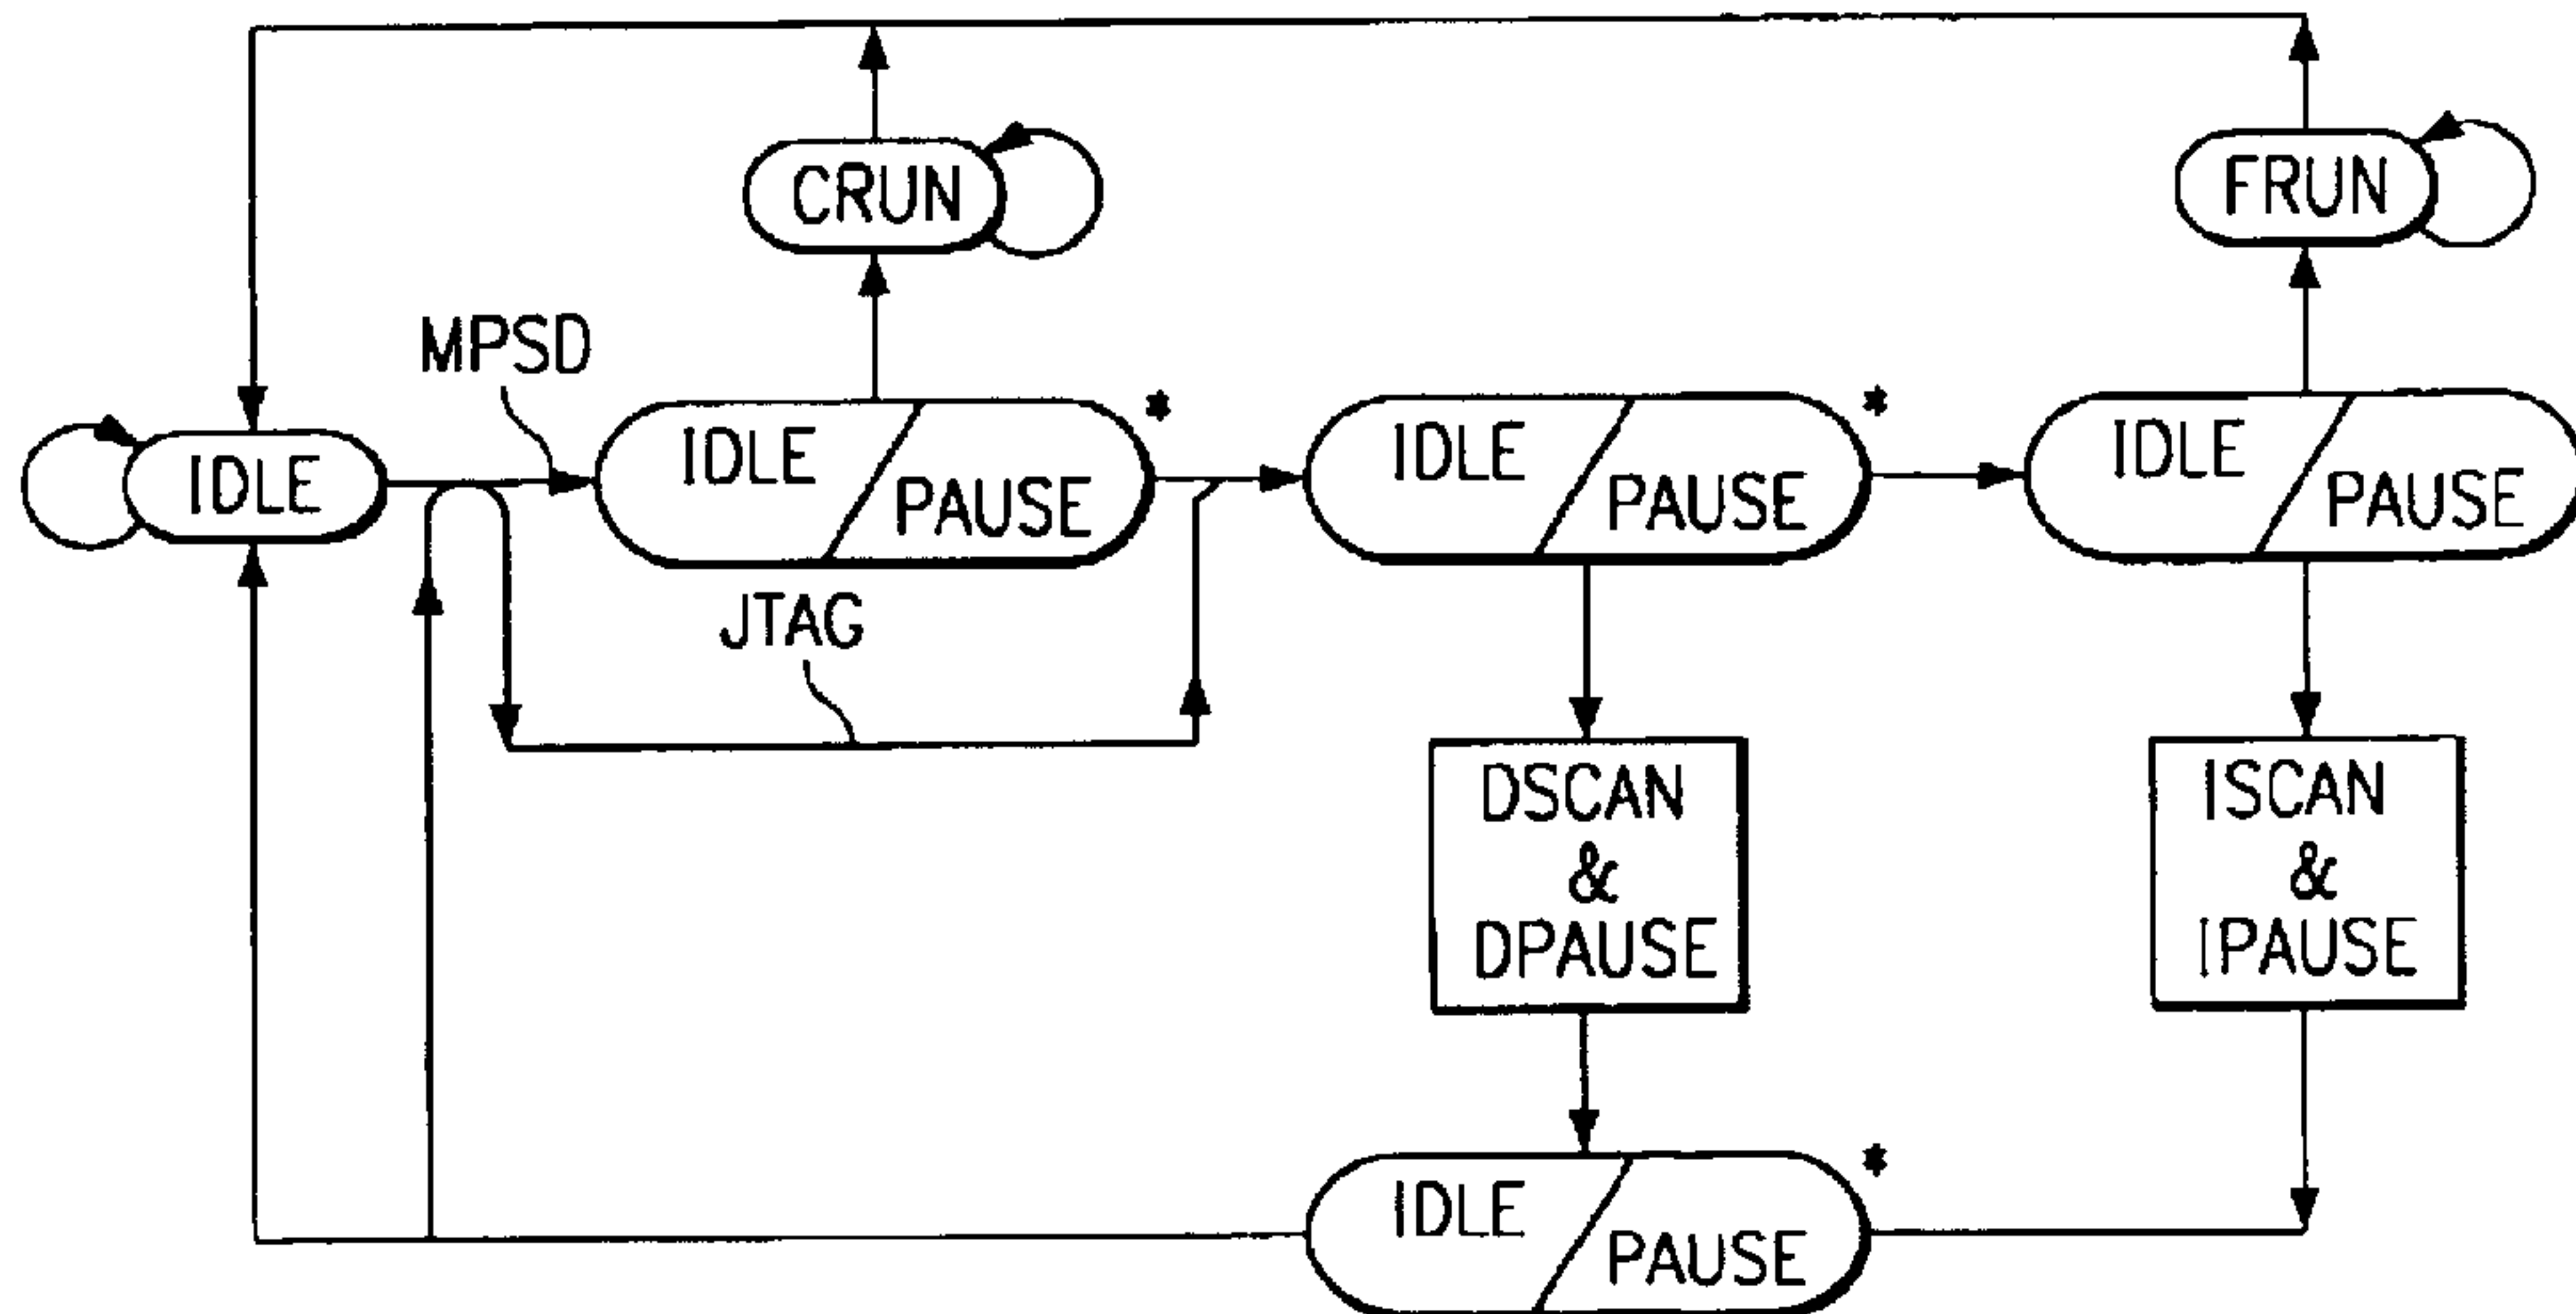 CRUN
FRUN
MPSD
IDLE
IDLE
PAUSE
*
IDLE
PAUSE
*
IDLE
PAUSE
JTAG
DSCAN
&
DPAUSE
ISCAN
&
IPAUSE
IDLE
PAUSE
*